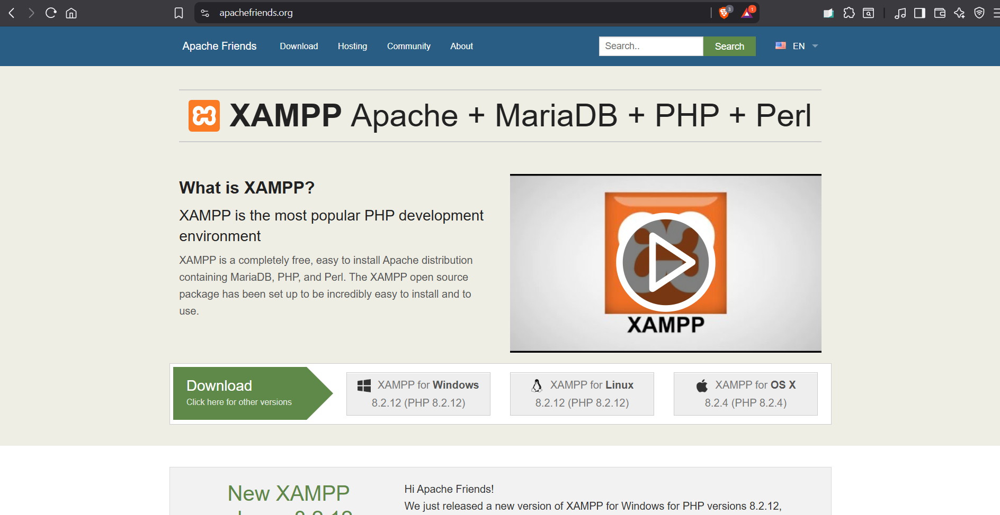 apachefriends.org
3
1
Apache Friends
Download
Hosting
Community
About
Search..
Search
EN
XAMPP Apache + MariaDB + PHP + Perl
What is XAMPP?
XAMPP is the most popular PHP development
environment
XAMPP is a completely free, easy to install Apache distribution
containing MariaDB, PHP, and Perl. The XAMPP open source
package has been set up to be incredibly easy to install and to
use.
XAMPP
Download
Click here for other versions
XAMPP for Windows
8.2.12 (PHP 8.2.12)
XAMPP for Linux
8.2.12 (PHP 8.2.12)
XAMPP for OS X
8.2.4 (PHP 8.2.4)
New XAMPP
Hi Apache Friends!
We just released a new version of XAMPP for Windows for PHP versions 8.2.12,